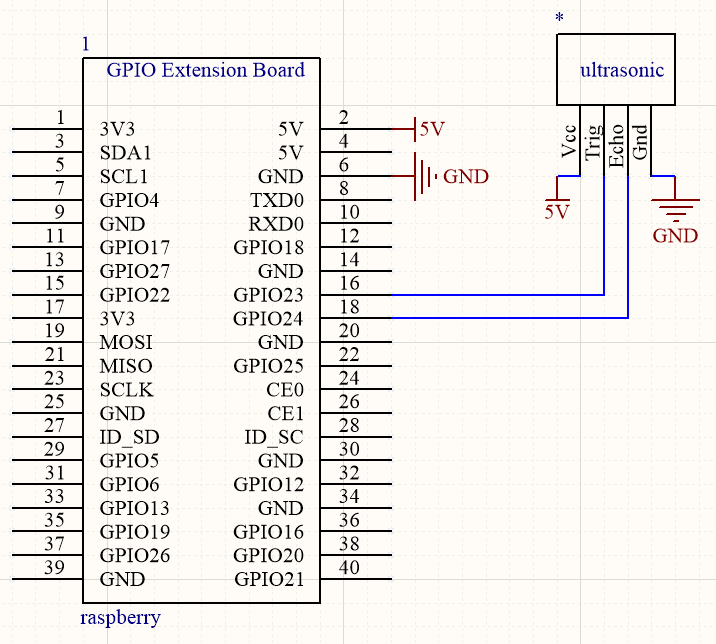 *
1
GPIO Extension Board
ultrasonic
Vcc Trig Echo Gnd
1 3V3 5V 2 5V
3 SDA1 5V 4
5 SCL1 GND 6 GND
7 GPIO4 TXD0 8
9 GND RXD0 10
11 GPIO17 GPIO18 12
13 GPIO27 GND 14
15 GPIO22 GPIO23 16
17 3V3 GPIO24 18
19 MOSI GND 20
21 MISO GPIO25 22
23 SCLK CE0 24
25 GND CE1 26
27 ID_SD ID_SC 28
29 GPIO5 GND 30
31 GPIO6 GPIO12 32
33 GPIO13 GND 34
35 GPIO19 GPIO16 36
37 GPIO26 GPIO20 38
39 GND GPIO21 40
raspberry
5V
GND